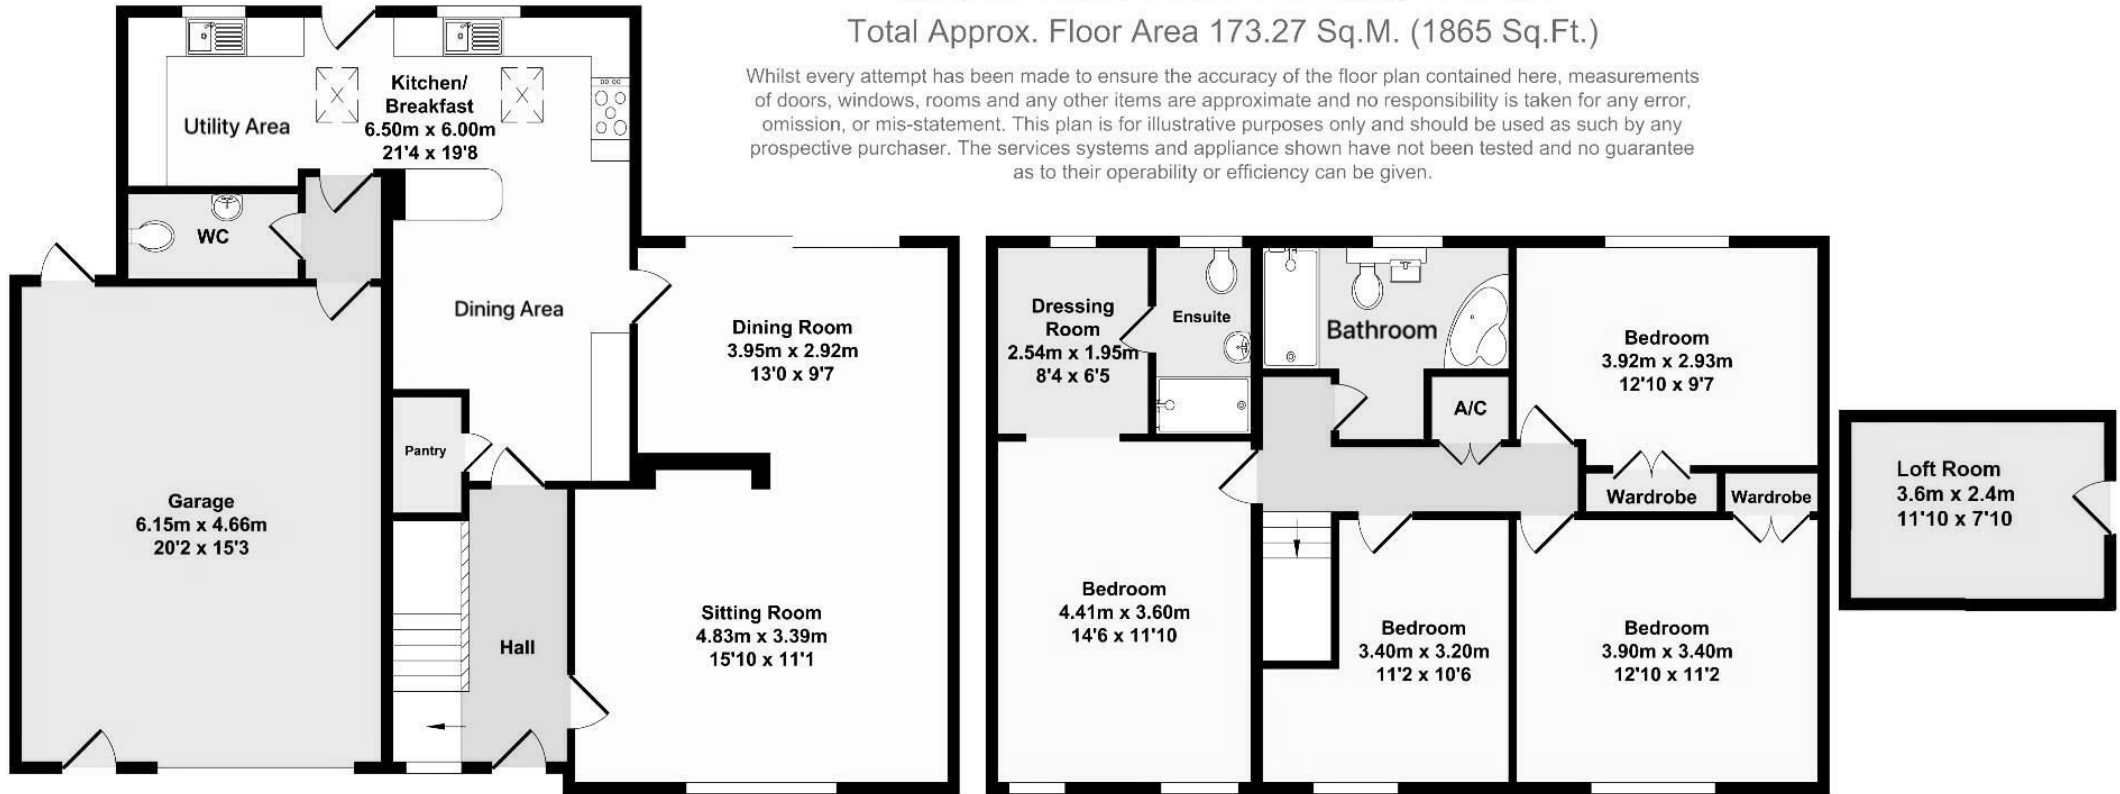 Total Approx. Floor Area 173.27 Sq.M. (1865 Sq.Ft.)
Whilst every attempt has been made to ensure the accuracy of the floor plan contained here, measurements
of doors, windows, rooms and any other items are approximate and no responsibility is taken for any error,
omission, or mis-statement. This plan is for illustrative purposes only and should be used as such by any
prospective purchaser. The services systems and appliance shown have not been tested and no guarantee
as to their operability or efficiency can be given.
Utility Area
Kitchen/
Breakfast
6.50m x 6.00m
21'4 x 19'8
WC
Dining Area
Pantry
Garage
6.15m x 4.66m
20'2 x 15'3
Hall
Dining Room
3.95m x 2.92m
13'0 x 9'7
Sitting Room
4.83m x 3.39m
15'10 x 11'1
Dressing
Room
2.54m x 1.95m
8'4 x 6'5
Ensuite
Bathroom
A/C
Bedroom
3.92m x 2.93m
12'10 x 9'7
Wardrobe
Wardrobe
Bedroom
4.41m x 3.60m
14'6 x 11'10
Bedroom
3.40m x 3.20m
11'2 x 10'6
Bedroom
3.90m x 3.40m
12'10 x 11'2
Loft Room
3.6m x 2.4m
11'10 x 7'10